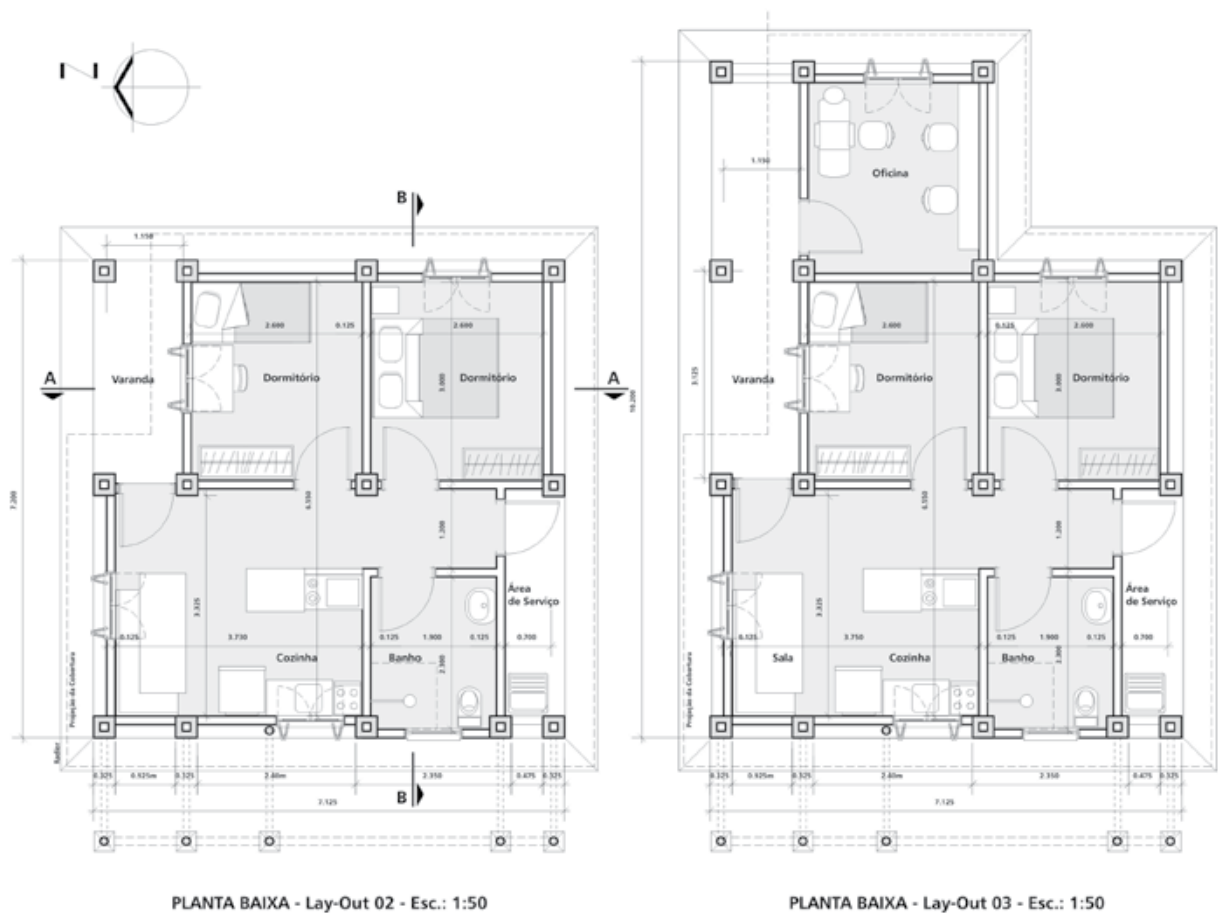 N
B
1.150
2.600
0.125
2.600
A
Varanda
Dormitório
3.000
Dormitório
A
7.200
6.550
1.200
3.325
Área
de Serviço
0.125
3.730
0.125
1.900
0.125
0.700
Cozinha
Banho
2.300
Projeção da Cobertura
Radier
0.325
0.925m
0.325
2.40m
2.350
0.475
0.325
B
7.125
PLANTA BAIXA - Lay-Out 02 - Esc.: 1:50
1.150
Oficina
10.200
3.125
2.600
0.125
2.600
Varanda
Dormitório
3.000
Dormitório
6.550
1.200
3.325
Área
de Serviço
0.125
3.750
0.125
1.900
0.125
0.700
Sala
Cozinha
Banho
2.300
Projeção da Cobertura
0.325
0.925m
0.325
2.40m
2.350
0.475
0.325
7.125
PLANTA BAIXA - Lay-Out 03 - Esc.: 1:50